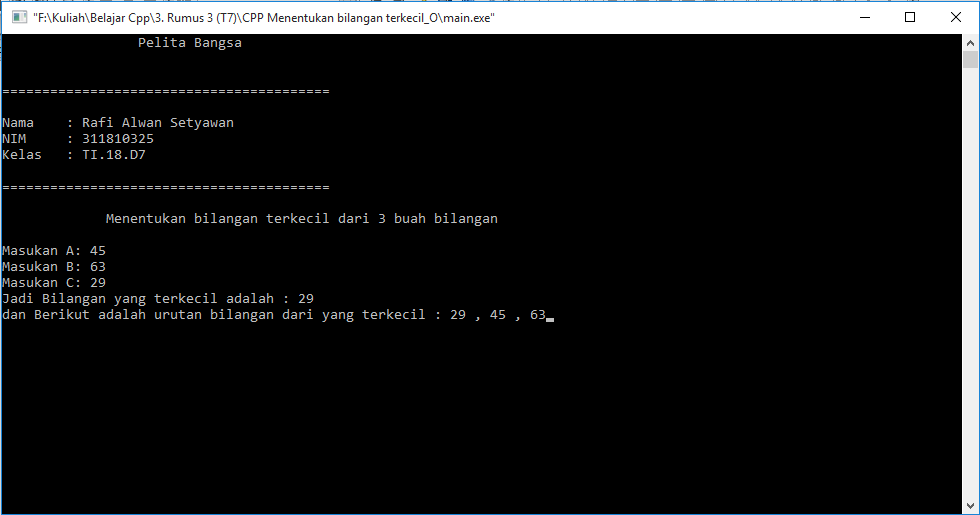 "F:\Kuliah\Belajar Cpp\3. Rumus 3 (T7)\CPP Menentukan bilangan terkecil_O\main.exe"
Pelita Bangsa
=========================================
Nama    : Rafi Alwan Setyawan
NIM     : 311810325
Kelas   : TI.18.D7
=========================================
Menentukan bilangan terkecil dari 3 buah bilangan
Masukan A: 45
Masukan B: 63
Masukan C: 29
Jadi Bilangan yang terkecil adalah : 29
dan Berikut adalah urutan bilangan dari yang terkecil : 29 , 45 , 63